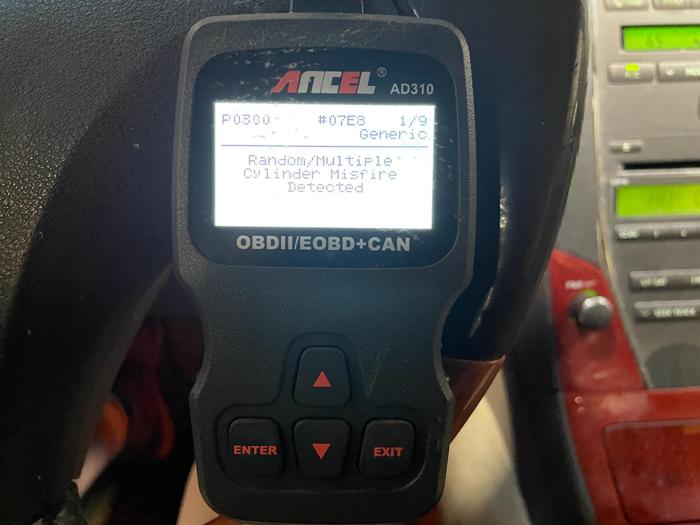 ANCEL®
AD310
P0300 #07E8 1/9
Generic
Random/Multiple
Cylinder Misfire
Detected
OBDII/EOBD+CAN
ENTER
EXIT